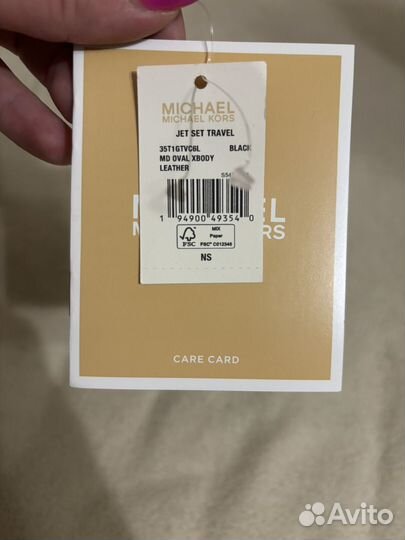 MICHAEL
MICHAEL KORS
JET SET TRAVEL
35T1GTVC6L BLACK
MD OVAL XBODY
LEATHER
1 94900 49354 0
FSC
MIX
Paper
FSC® C012345
NS
CARE CARD
Avito